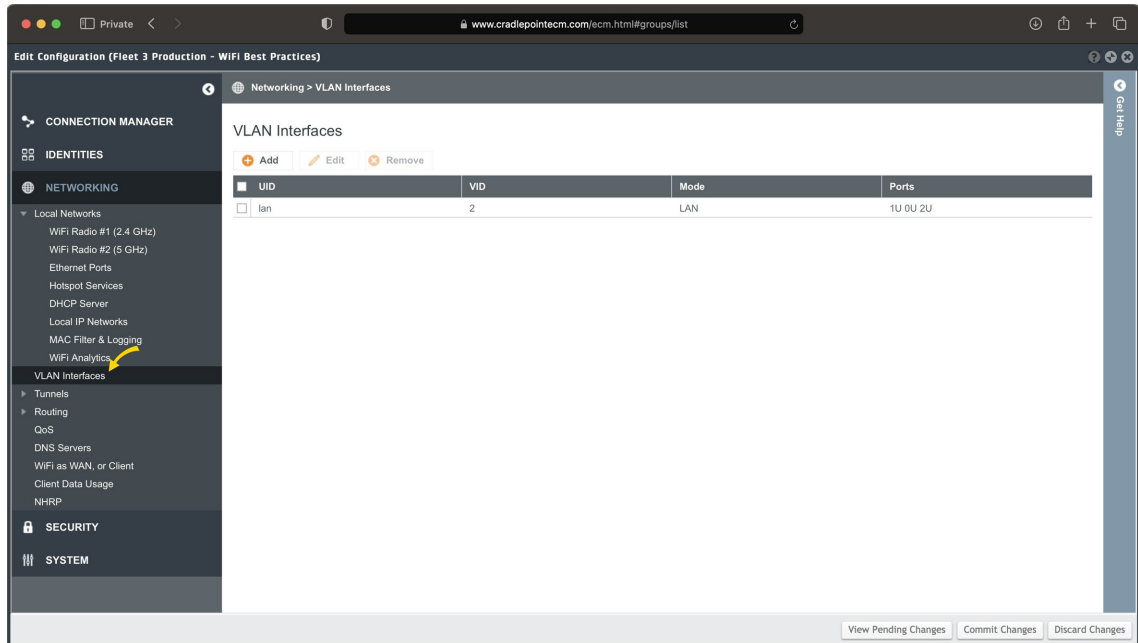 Private
www.cradlepointecm.com/ecm.html#groups/list
Edit Configuration (Fleet 3 Production - WiFi Best Practices)
Networking > VLAN Interfaces
Get Help
CONNECTION MANAGER
IDENTITIES
NETWORKING
Local Networks
WiFi Radio #1 (2.4 GHz)
WiFi Radio #2 (5 GHz)
Ethernet Ports
Hotspot Services
DHCP Server
Local IP Networks
MAC Filter & Logging
WiFi Analytics
VLAN Interfaces
Tunnels
Routing
QoS
DNS Servers
WiFi as WAN, or Client
Client Data Usage
NHRP
SECURITY
SYSTEM
VLAN Interfaces
Add Edit Remove
UID VID Mode Ports
lan 2 LAN 1U 0U 2U
View Pending Changes Commit Changes Discard Changes